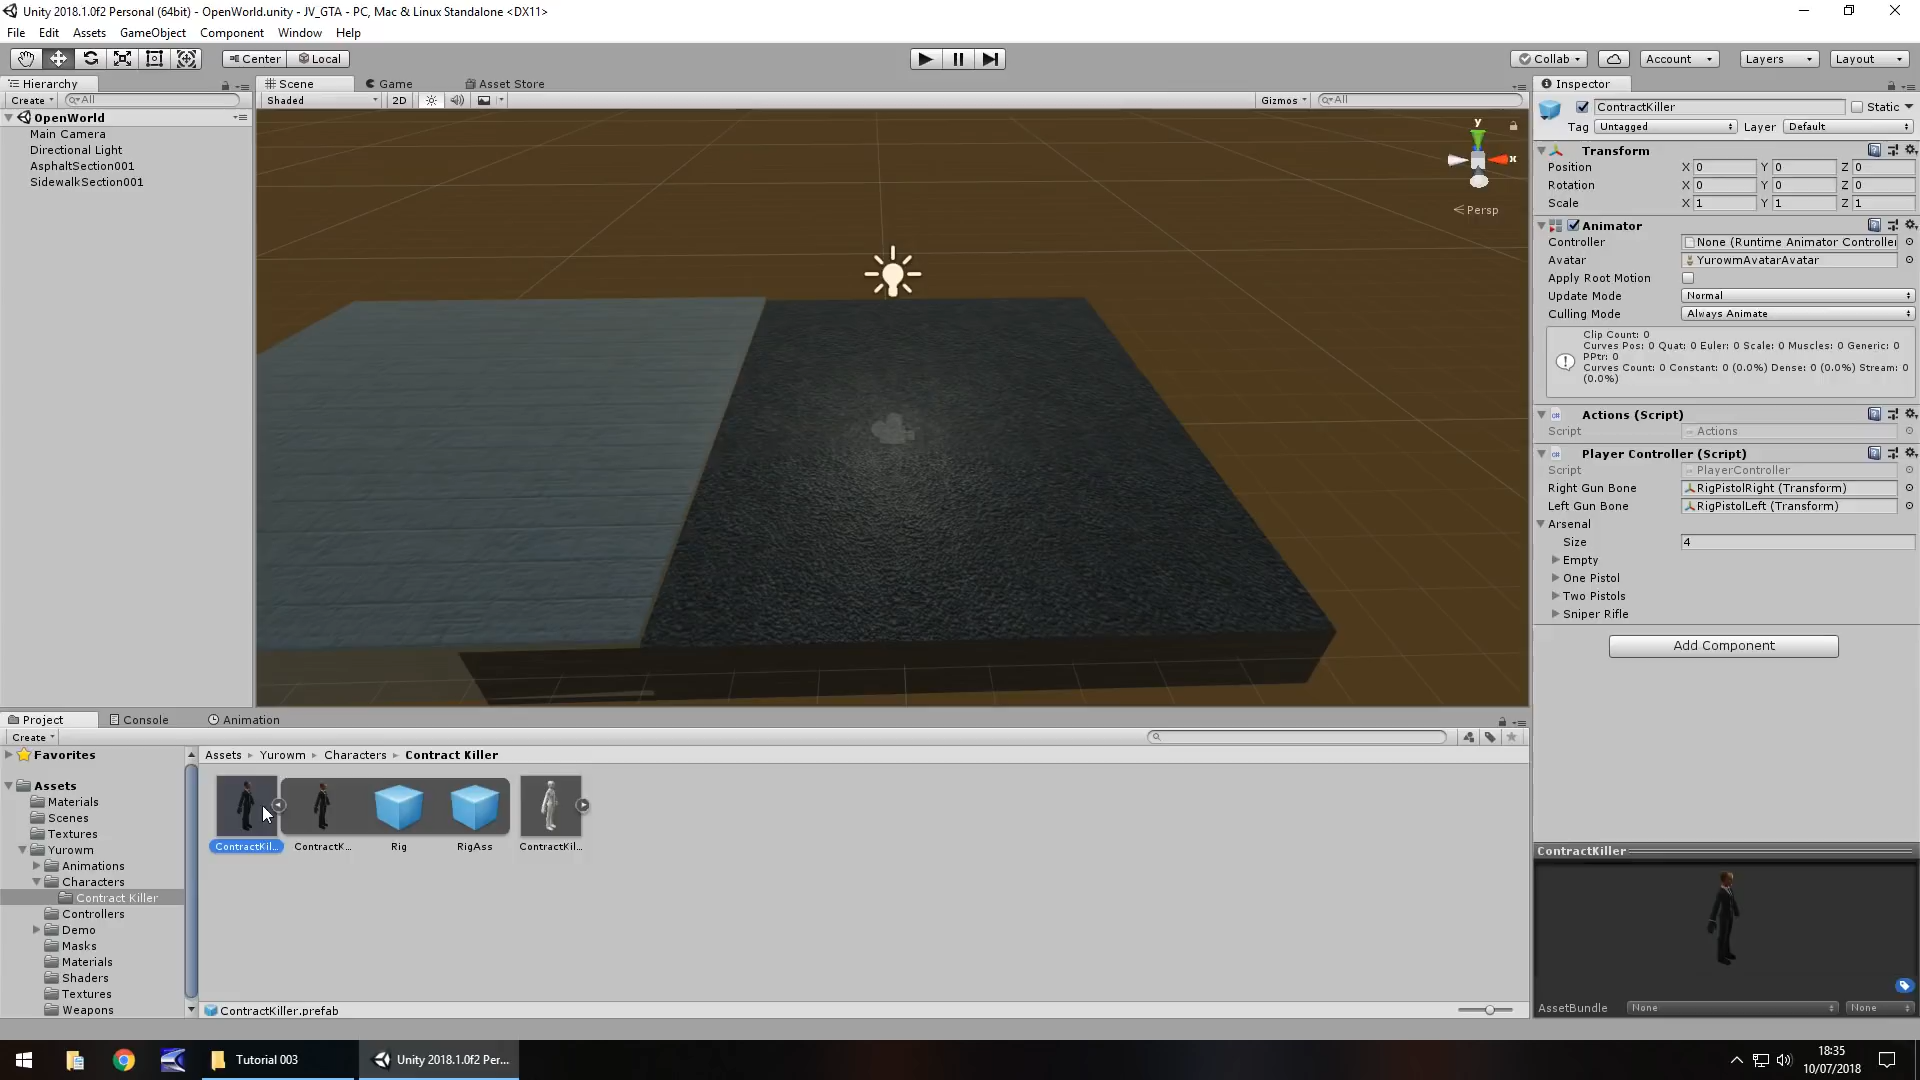 Unity 2018.1.0f2 Personal (64bit) - OpenWorld.unity - JV_GTA - PC, Mac & Linux Standalone <DX11>
File Edit Assets GameObject Component Window Help
Center Local Collab Account Layers Layout
Hierarchy
Create All
OpenWorld
Main Camera
Directional Light
AsphaltSection001
SidewalkSection001
Scene Game Asset Store
Shaded 2D Gizmos All
y
x
Persp
Inspector
ContractKiller Static
Tag Untagged Layer Default
Transform
Position X 0 Y 0 Z 0
Rotation X 0 Y 0 Z 0
Scale X 1 Y 1 Z 1
Animator
Controller None (Runtime Animator Controller
Avatar YurowmAvatarAvatar
Apply Root Motion
Update Mode Normal
Culling Mode Always Animate
Clip Count: 0
Curves Pos: 0 Quat: 0 Euler: 0 Scale: 0 Muscles: 0 Generic: 0
PPtr: 0
Curves Count: 0 Constant: 0 (0.0%) Dense: 0 (0.0%) Stream: 0
(0.0%)
Actions (Script)
Script Actions
Player Controller (Script)
Script PlayerController
Right Gun Bone RigPistolRight (Transform)
Left Gun Bone RigPistolLeft (Transform)
Arsenal
Size 4
Empty
One Pistol
Two Pistols
Sniper Rifle
Add Component
Project Console Animation
Create
Favorites
Assets
Materials
Scenes
Textures
Yurowm
Animations
Characters
Contract Killer
Controllers
Demo
Masks
Materials
Shaders
Textures
Weapons
Assets Yurowm Characters Contract Killer
ContractKil... ContractK... Rig RigAss ContractKil...
ContractKiller.prefab
ContractKiller
AssetBundle None None
Tutorial 003 Unity 2018.1.0f2 Per...
18:35
10/07/2018